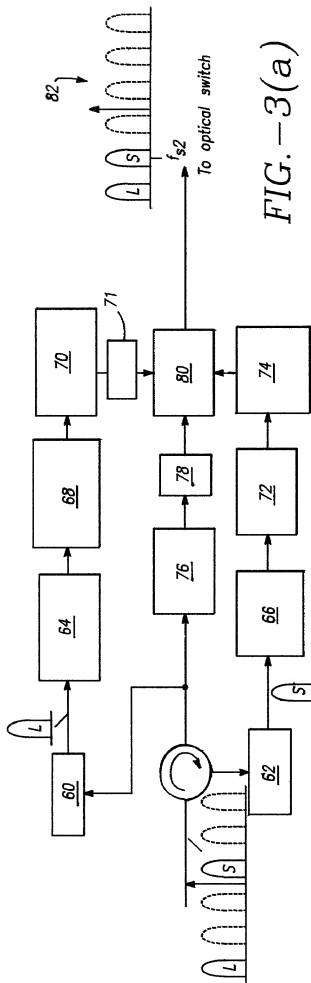 82
L
S
f_s2
To optical switch
FIG.-3(a)
70
71
68
64
L
60
80
78
76
74
72
66
S
62
L
S